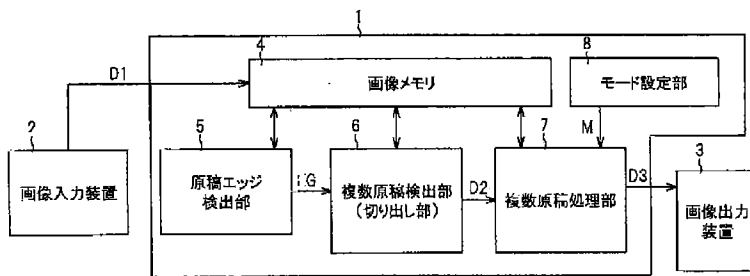 1
4
8
D1
画像メモリ
モード設定部
2
5
6
7
M
3
画像入力装置
原稿エッジ
検出部
EG
複数原稿検出部
(切り出し部)
D2
複数原稿処理部
D3
画像出力
装置